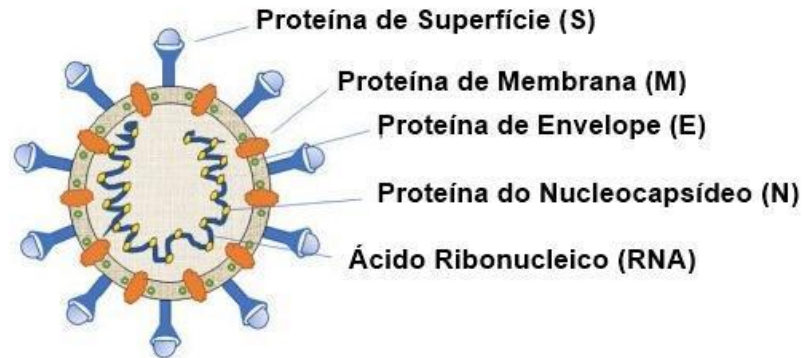 Proteína de Superfície (S)
Proteína de Membrana (M)
Proteína de Envelope (E)
Proteína do Nucleocapsídeo (N)
Ácido Ribonucleico (RNA)